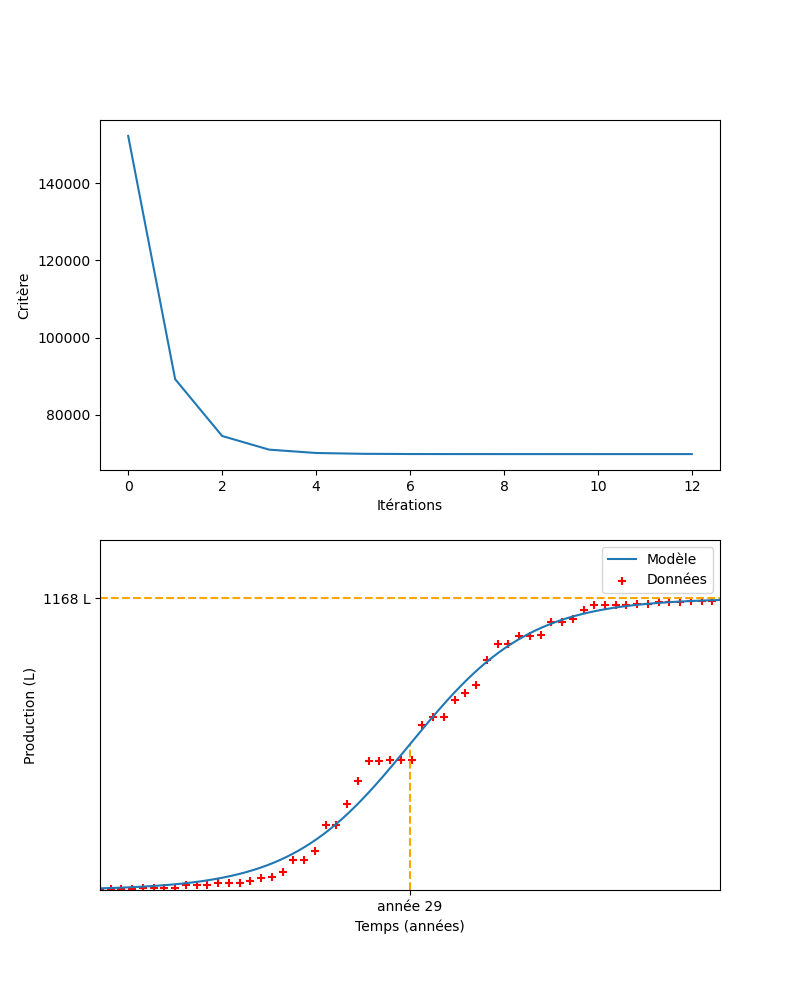 140000
120000
100000
80000
Critère
0 2 4 6 8 10 12
Itérations
Modèle
Données
1168 L
Production (L)
année 29
Temps (années)